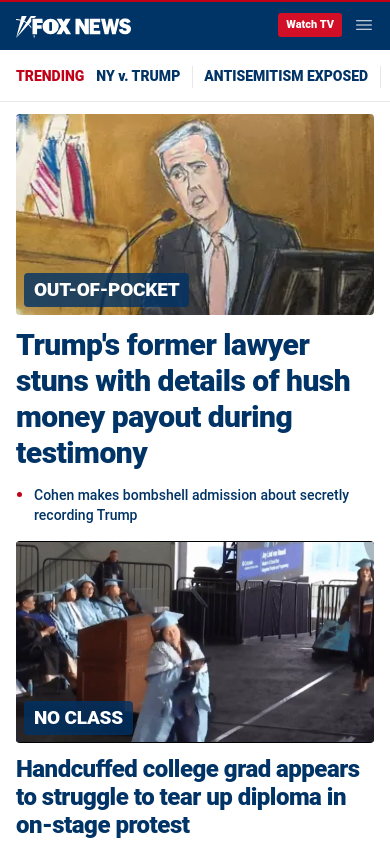 FOX NEWS
Watch TV
TRENDING NY v. TRUMP ANTISEMITISM EXPOSED
OUT-OF-POCKET
Trump's former lawyer
stuns with details of hush
money payout during
testimony
Cohen makes bombshell admission about secretly
recording Trump
NO CLASS
Handcuffed college grad appears
to struggle to tear up diploma in
on-stage protest